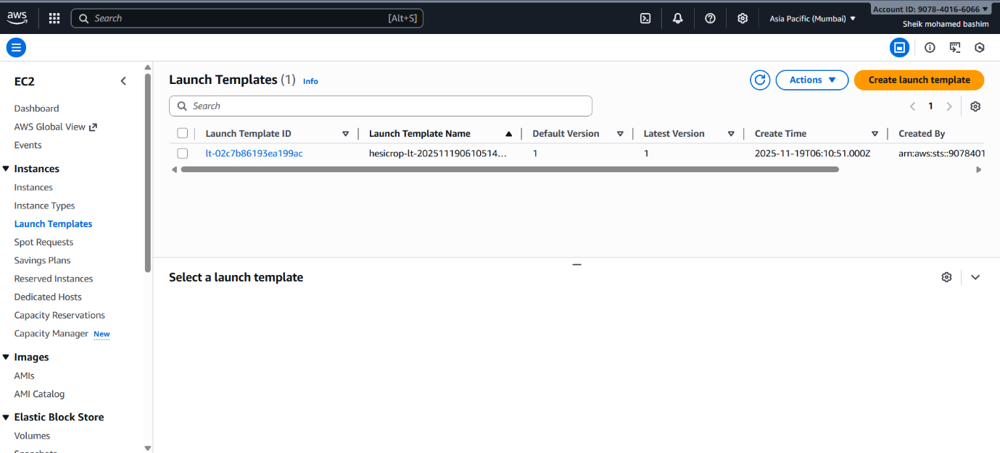 aws
Search [Alt+S]
Asia Pacific (Mumbai)
Account ID: 9078-4016-6066
Sheik mohamed bashim
EC2
Dashboard
AWS Global View
Events
Instances
Instances
Instance Types
Launch Templates
Spot Requests
Savings Plans
Reserved Instances
Dedicated Hosts
Capacity Reservations
Capacity Manager New
Images
AMIs
AMI Catalog
Elastic Block Store
Volumes
Snapshots
Launch Templates (1) Info
Actions
Create launch template
Search
1
Launch Template ID Launch Template Name Default Version Latest Version Create Time Created By
lt-02c7b86193ea199ac hesicrop-lt-202511190610514... 1 1 2025-11-19T06:10:51.000Z arn:aws:sts::9078401
Select a launch template